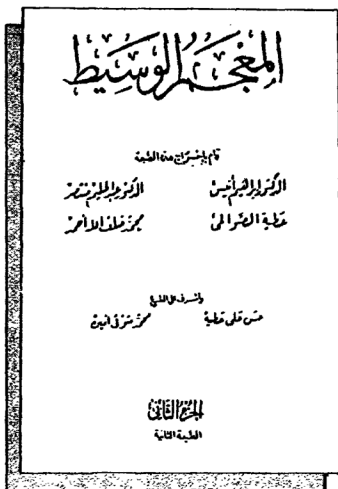 المعجم الوسيط
قام بإخراج هذه الطبعة
الدكتور إبراهيم أنيس الدكتور عبد الحليم منتصر
عطية الصوالحي محمد خلف الله أحمد
وأشرف على الطبع
حسن علي عطية محمد شوقي أمين
الجزء الثاني
الطبعة الثانية